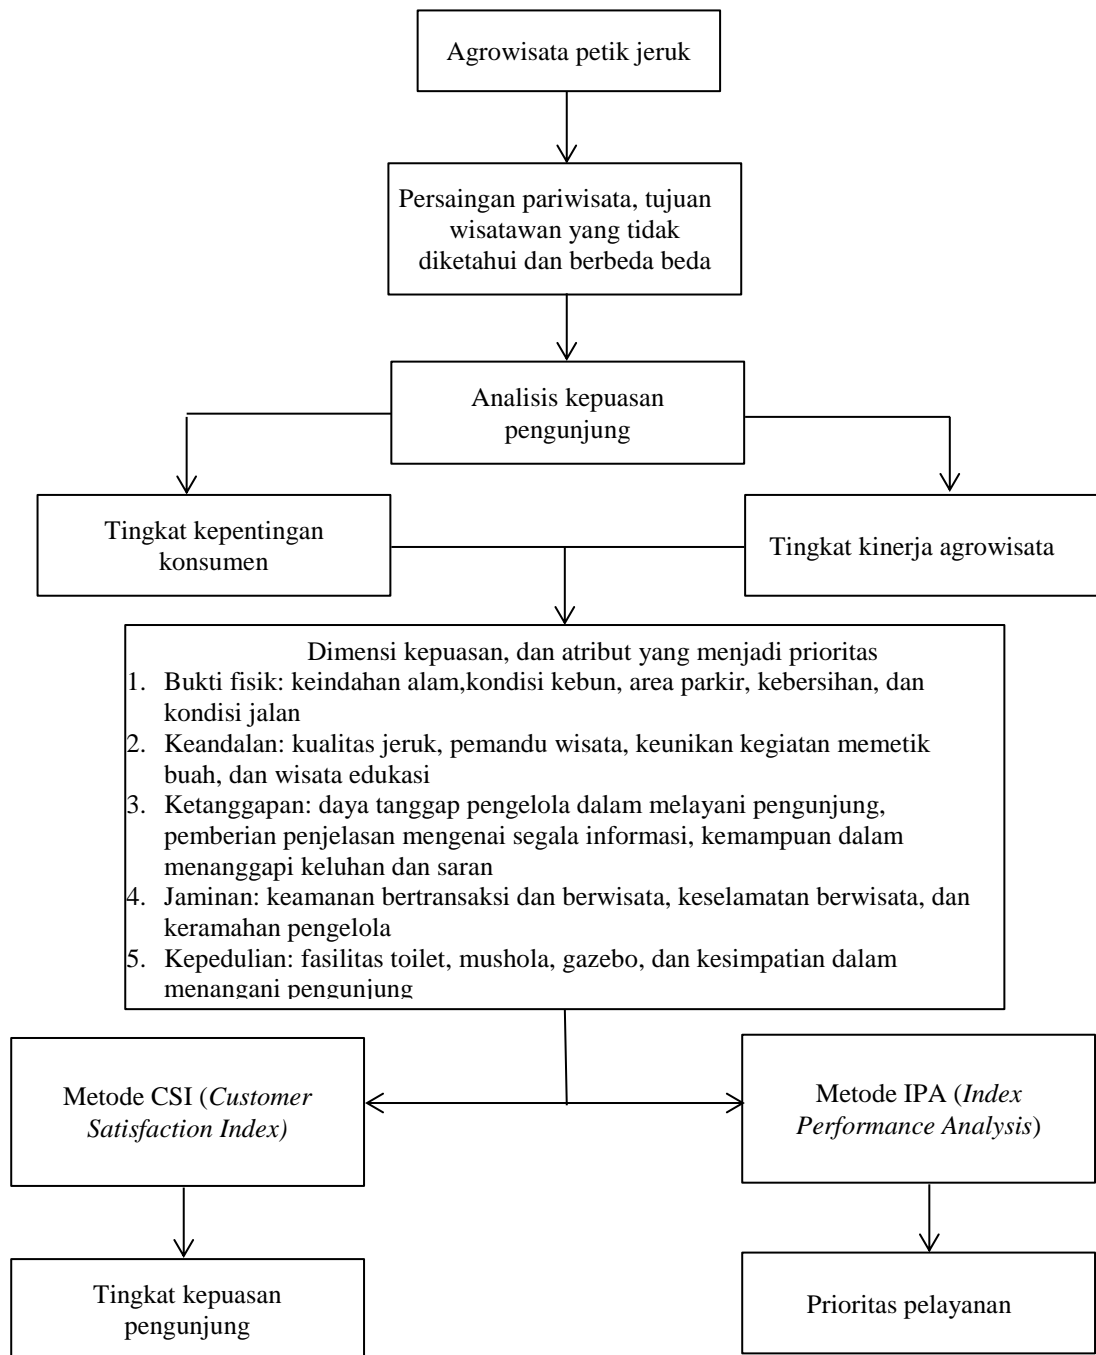 Agrowisata petik jeruk
Persaingan pariwisata, tujuan
wisatawan yang tidak
diketahui dan berbeda beda
Analisis kepuasan
pengunjung
Tingkat kepentingan
konsumen
Tingkat kinerja agrowisata
Dimensi kepuasan, dan atribut yang menjadi prioritas
1. Bukti fisik: keindahan alam,kondisi kebun, area parkir, kebersihan, dan
kondisi jalan
2. Keandalan: kualitas jeruk, pemandu wisata, keunikan kegiatan memetik
buah, dan wisata edukasi
3. Ketanggapan: daya tanggap pengelola dalam melayani pengunjung,
pemberian penjelasan mengenai segala informasi, kemampuan dalam
menanggapi keluhan dan saran
4. Jaminan: keamanan bertransaksi dan berwisata, keselamatan berwisata, dan
keramahan pengelola
5. Kepedulian: fasilitas toilet, mushola, gazebo, dan kesimpatian dalam
menangani pengunjung
Metode CSI (Customer
Satisfaction Index)
Metode IPA (Index
Performance Analysis)
Tingkat kepuasan
pengunjung
Prioritas pelayanan